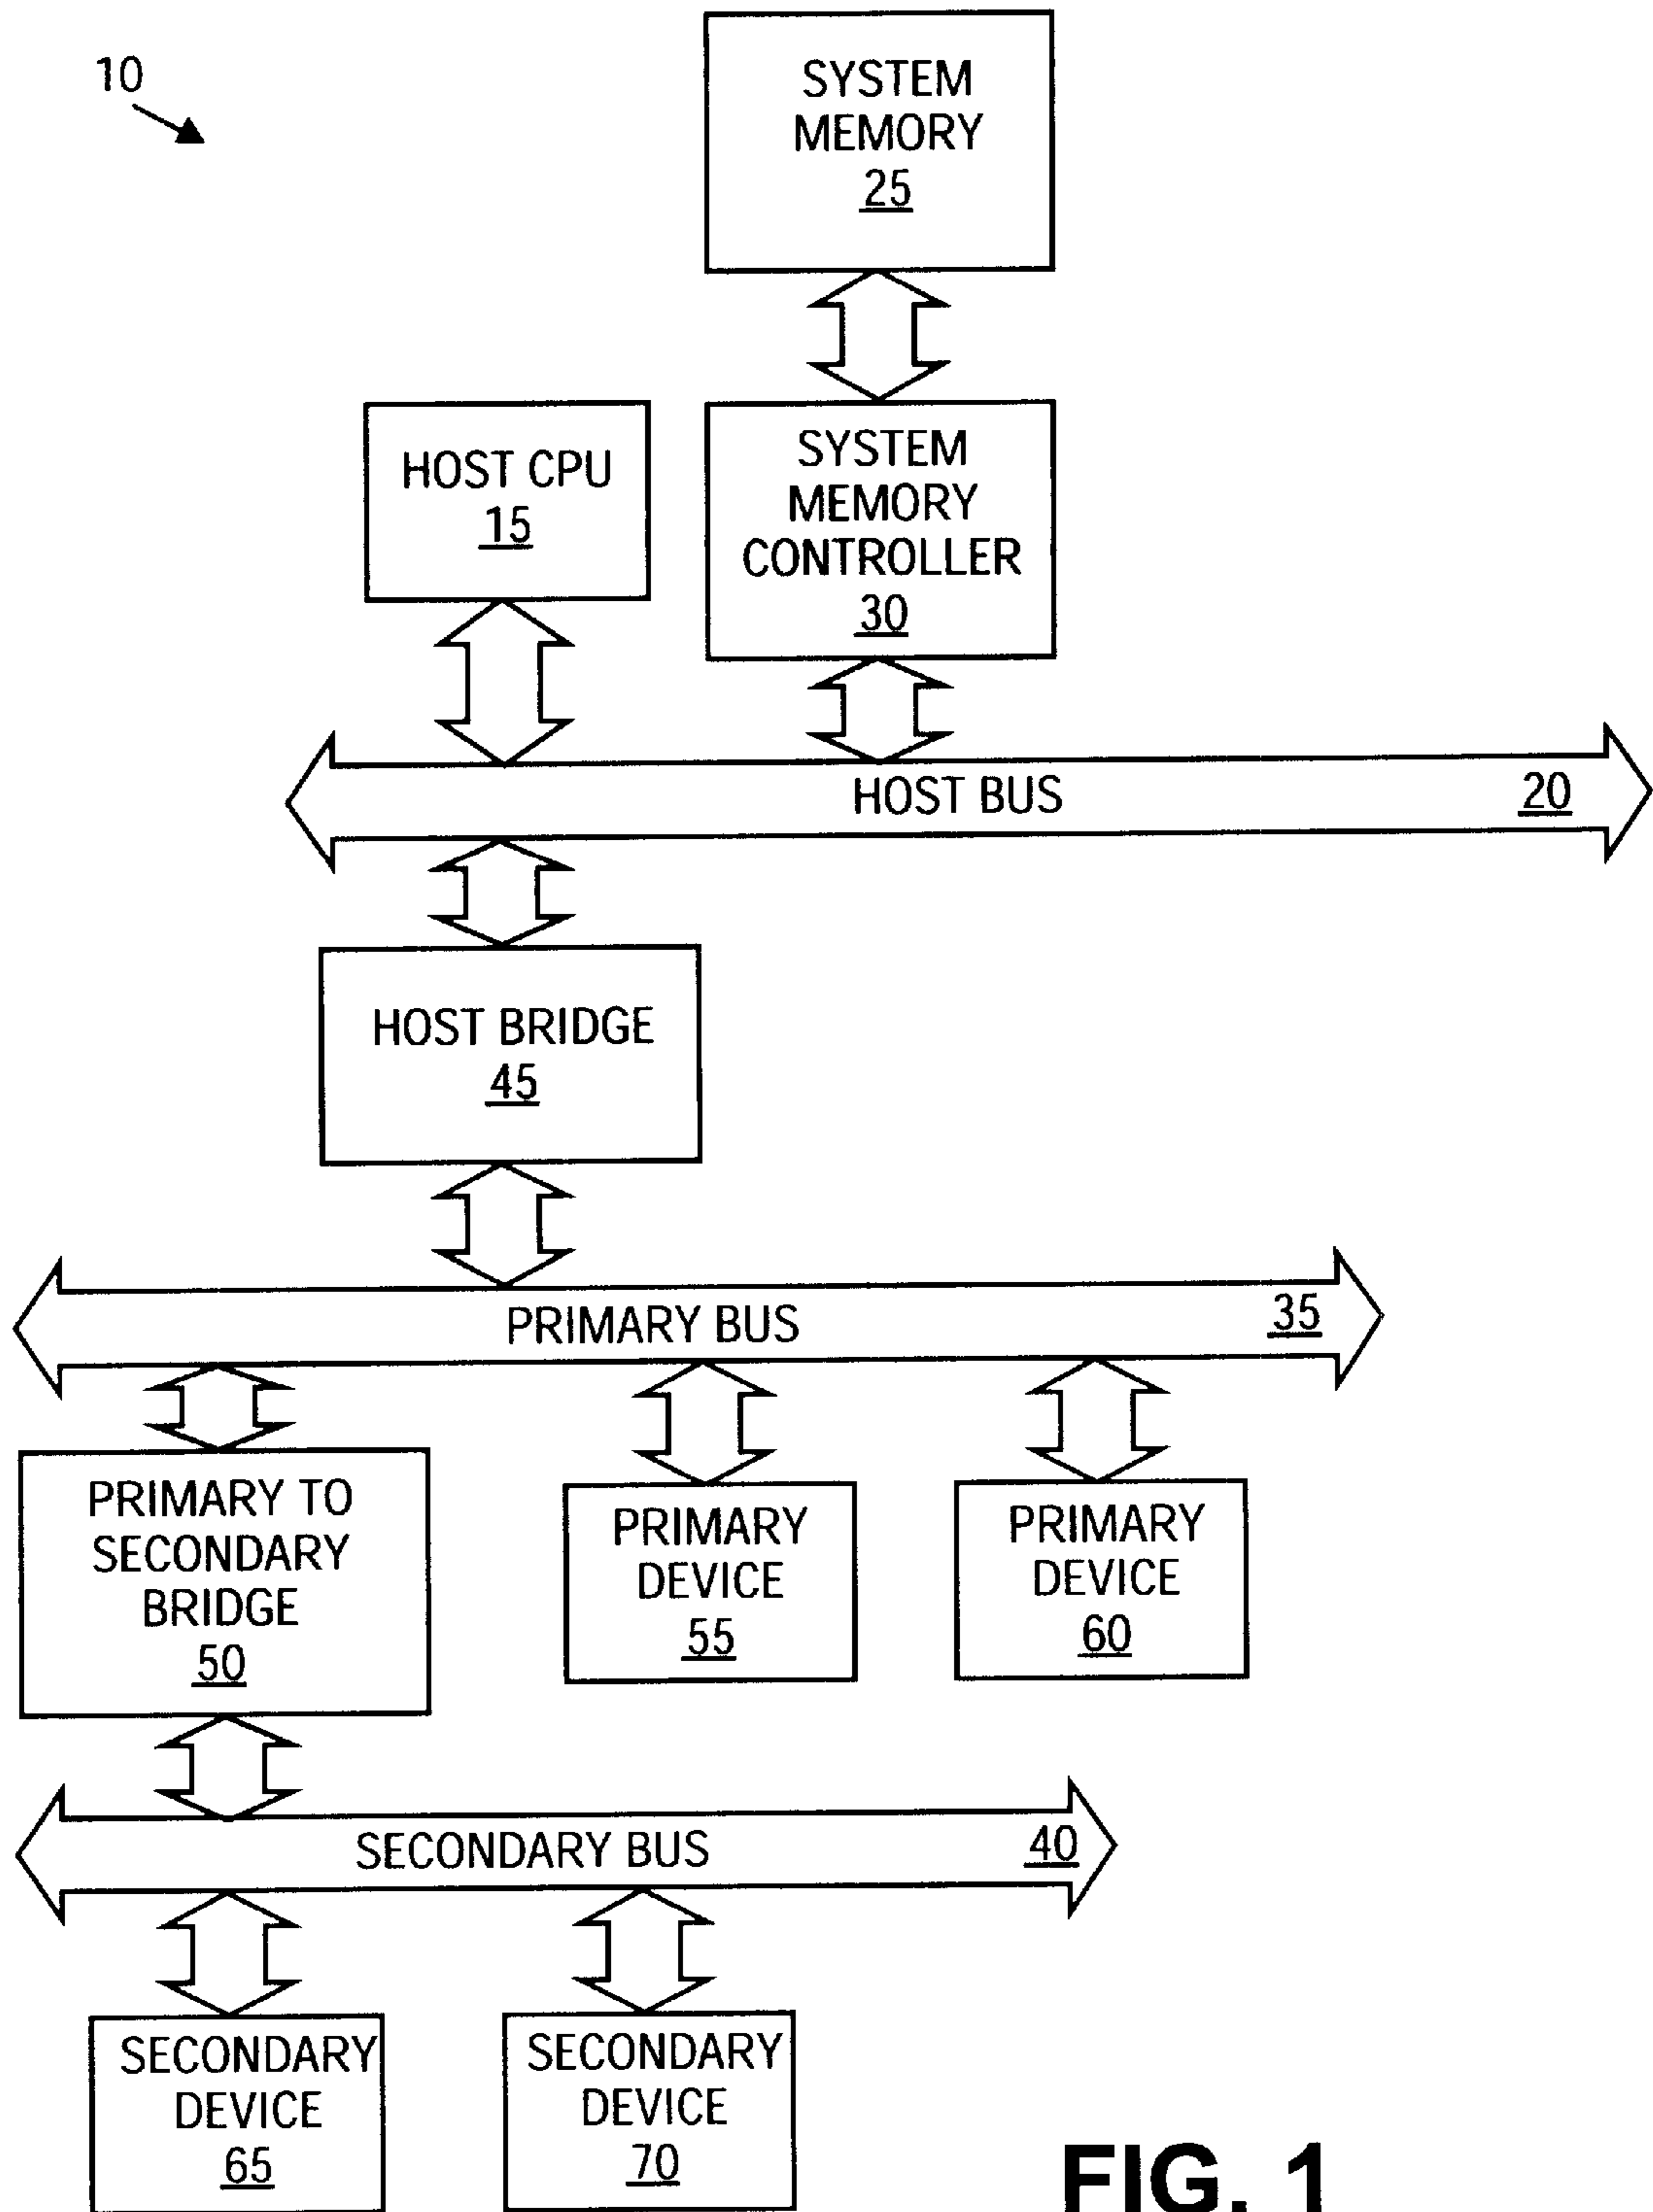 10
SYSTEM
MEMORY
25
HOST CPU
15
SYSTEM
MEMORY
CONTROLLER
30
HOST BUS
20
HOST BRIDGE
45
PRIMARY BUS
35
PRIMARY TO
SECONDARY
BRIDGE
50
PRIMARY
DEVICE
55
PRIMARY
DEVICE
60
SECONDARY BUS
40
SECONDARY
DEVICE
65
SECONDARY
DEVICE
70
FIG. 1